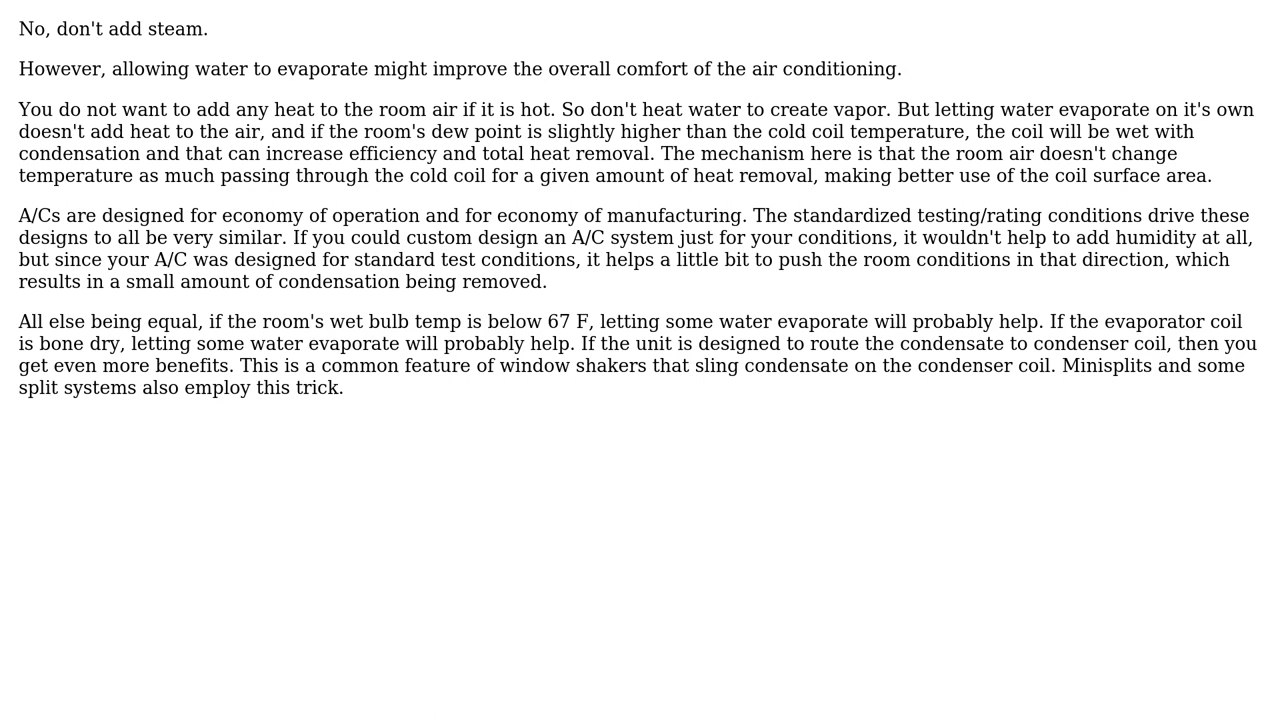 No, don't add steam.
However, allowing water to evaporate might improve the overall comfort of the air conditioning.
You do not want to add any heat to the room air if it is hot. So don't heat water to create vapor. But letting water evaporate on it's own
doesn't add heat to the air, and if the room's dew point is slightly higher than the cold coil temperature, the coil will be wet with
condensation and that can increase efficiency and total heat removal. The mechanism here is that the room air doesn't change
temperature as much passing through the cold coil for a given amount of heat removal, making better use of the coil surface area.
A/Cs are designed for economy of operation and for economy of manufacturing. The standardized testing/rating conditions drive these
designs to all be very similar. If you could custom design an A/C system just for your conditions, it wouldn't help to add humidity at all,
but since your A/C was designed for standard test conditions, it helps a little bit to push the room conditions in that direction, which
results in a small amount of condensation being removed.
All else being equal, if the room's wet bulb temp is below 67 F, letting some water evaporate will probably help. If the evaporator coil
is bone dry, letting some water evaporate will probably help. If the unit is designed to route the condensate to condenser coil, then you
get even more benefits. This is a common feature of window shakers that sling condensate on the condenser coil. Minisplits and some
split systems also employ this trick.